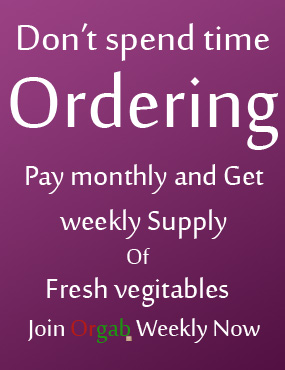 Don't spend time
Ordering
Pay monthly and Get
weekly Supply
Of
Fresh vegitables
Join Orgab Weekly Now